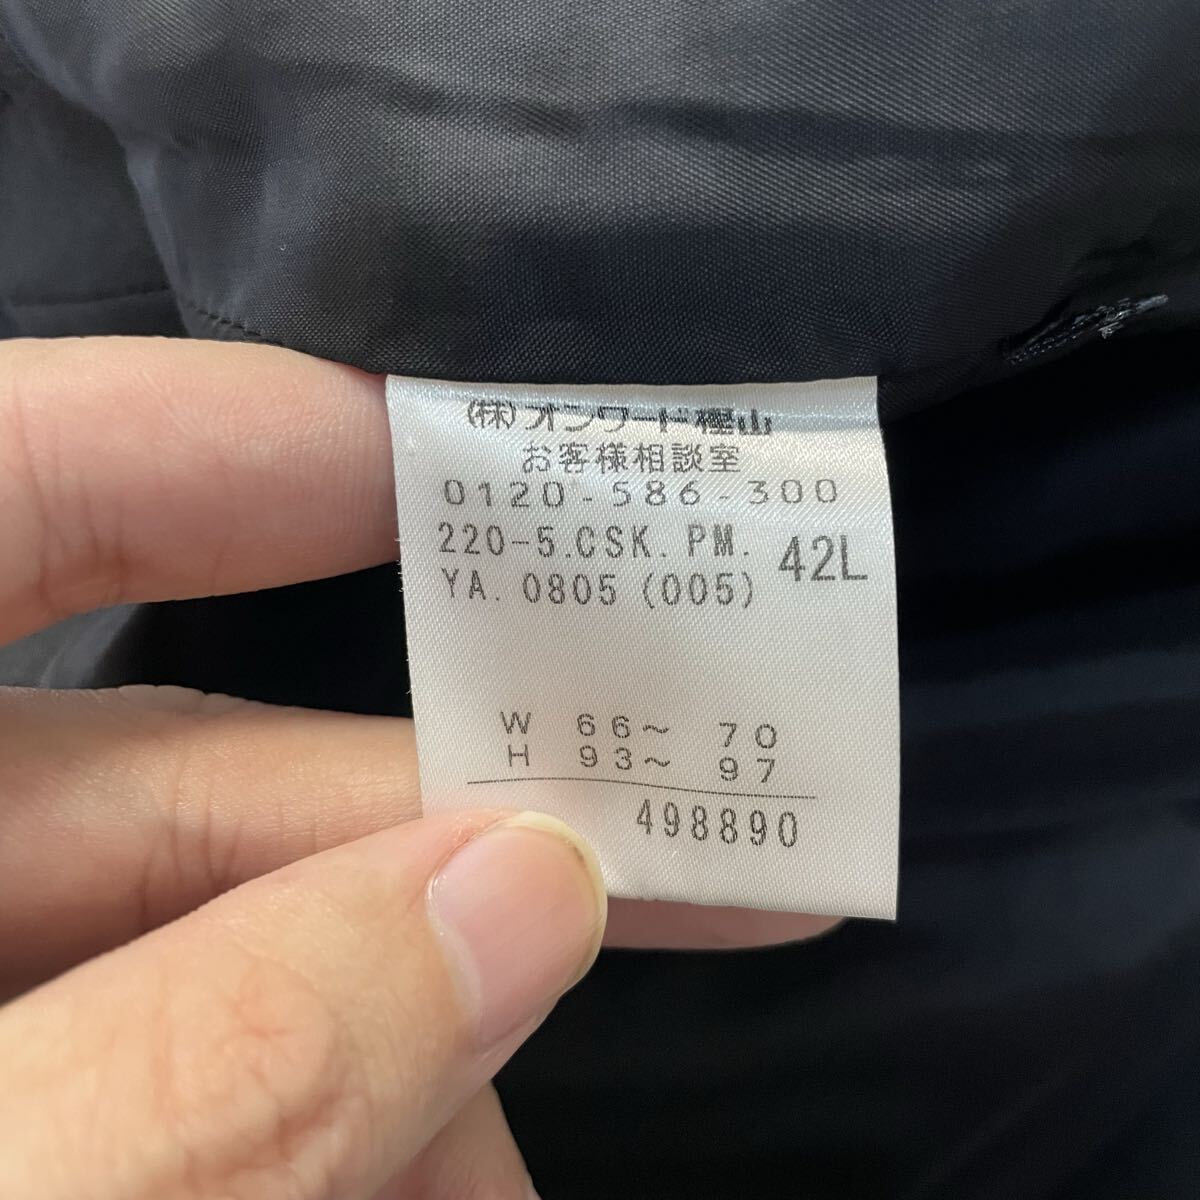 (株)オンワード樫山
お客様相談室
0120-586-300
220-5.CSK.PM. 42L
YA.0805(005)
W 66～ 70
H 93～ 97
498890